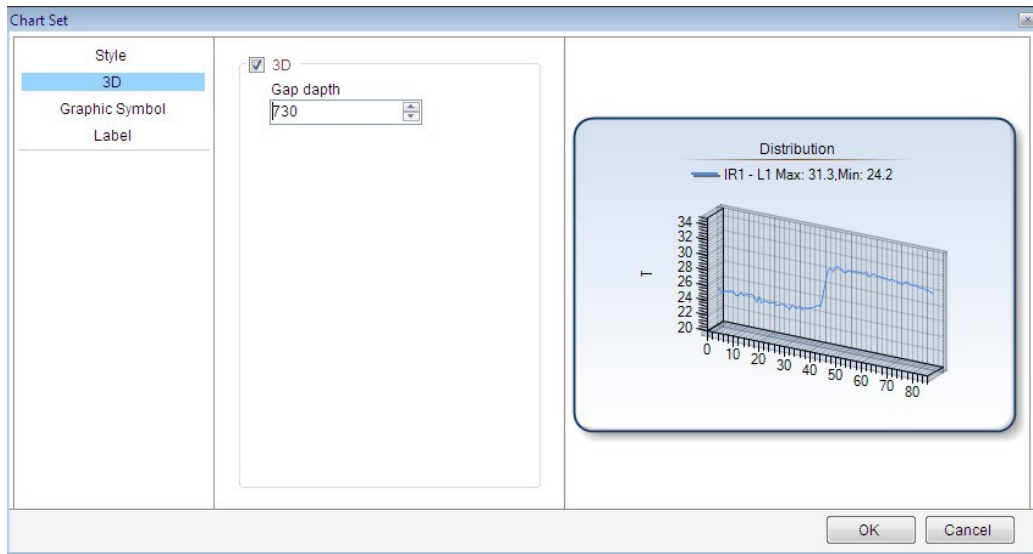 Chart Set
Style
3D
Graphic Symbol
Label
3D
Gap dapth
730
Distribution
IR1 - L1 Max: 31.3,Min: 24.2
T
34
32
30
28
26
24
22
20
0 10 20 30 40 50 60 70 80
OK Cancel